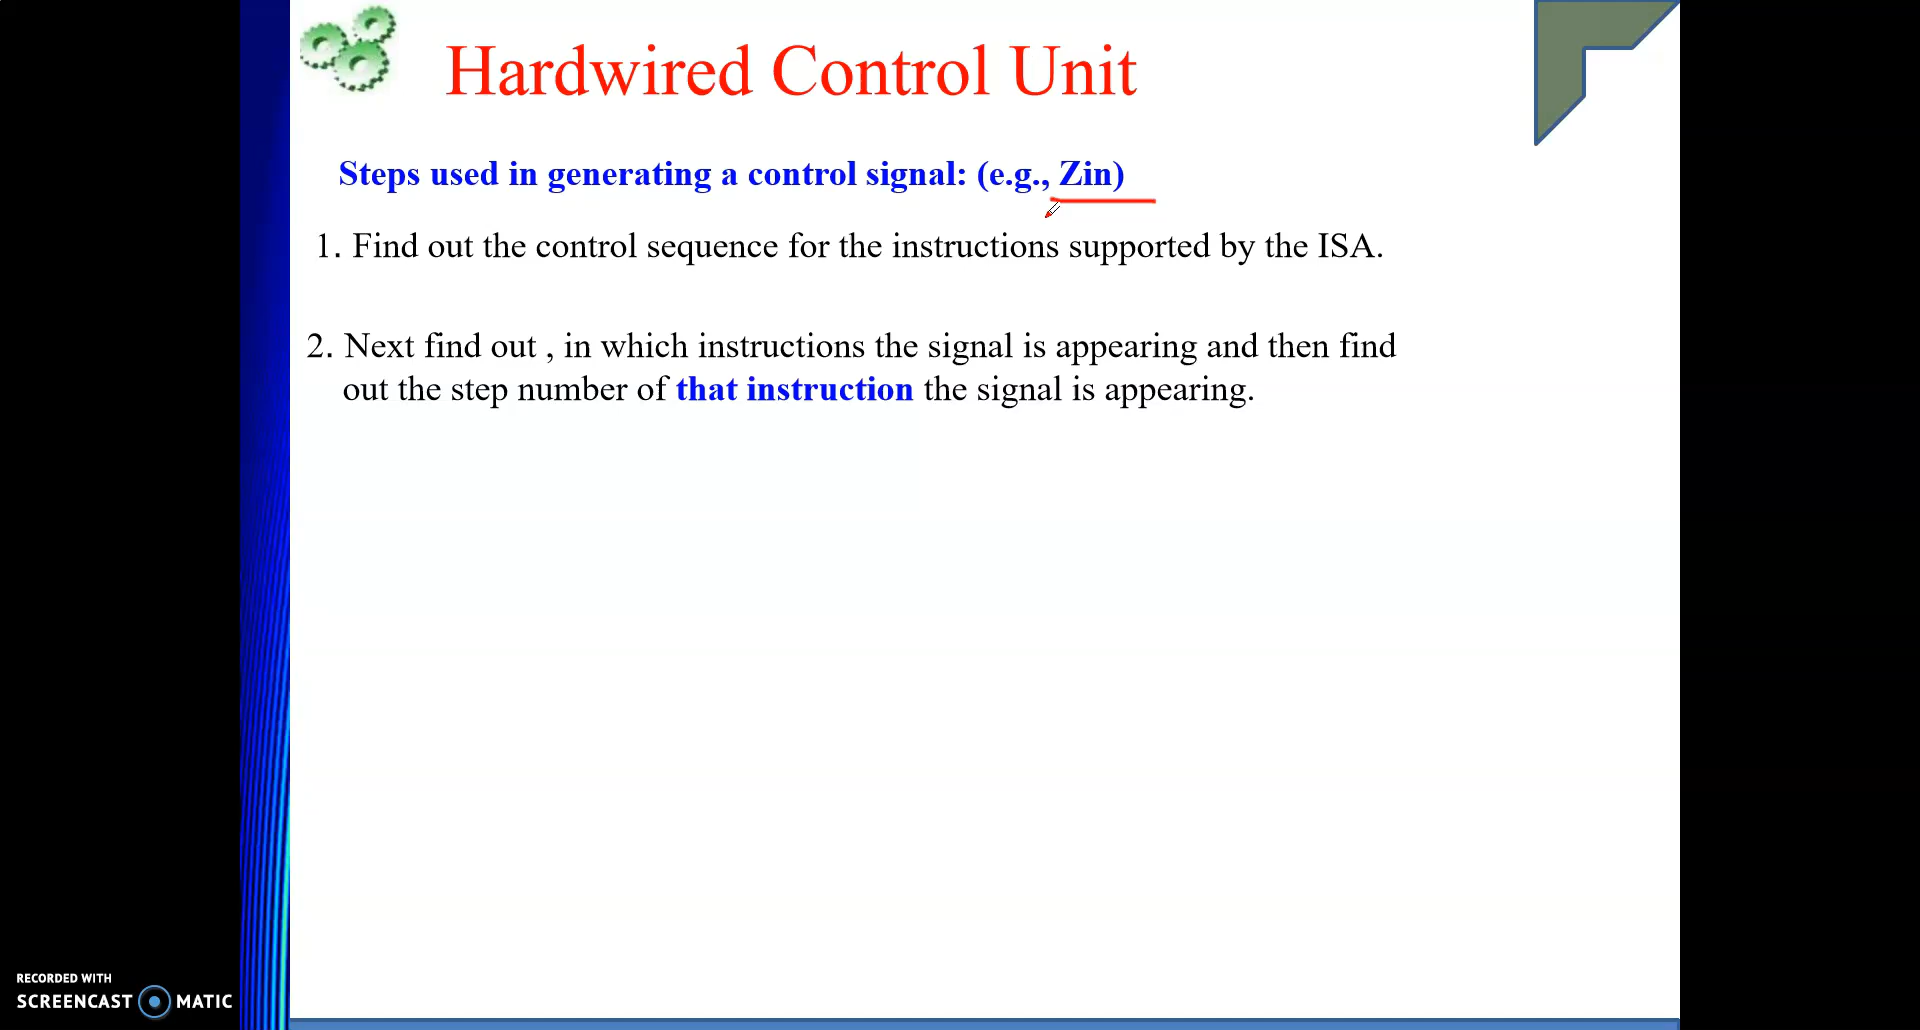 Hardwired Control Unit
Steps used in generating a control signal: (e.g., Zin)
1. Find out the control sequence for the instructions supported by the ISA.
2. Next find out , in which instructions the signal is appearing and then find
out the step number of that instruction the signal is appearing.
RECORDED WITH
SCREENCAST MATIC